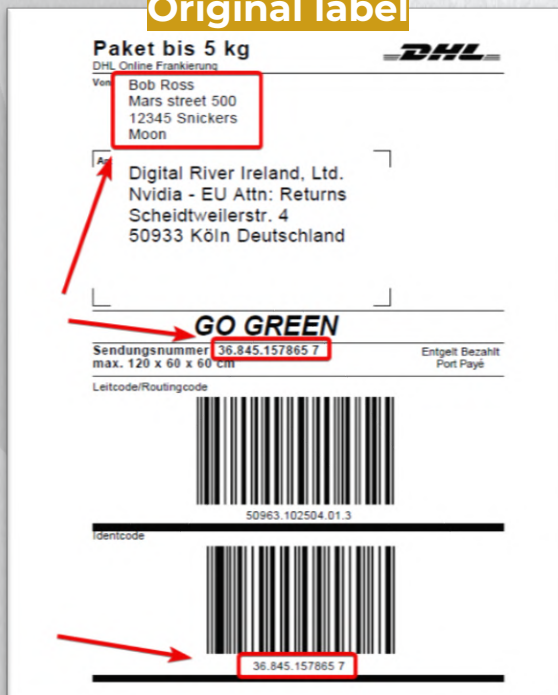 Original label
Paket bis 5 kg
DHL
DHL Online Frankierung
Von
Bob Ross
Mars street 500
12345 Snickers
Moon
Digital River Ireland, Ltd.
Nvidia - EU Attn: Returns
Scheidtweilerstr. 4
50933 Köln Deutschland
GO GREEN
Sendungsnummer 36.845.157865 7
Entgelt Bezahlt
max. 120 x 60 x 60 cm
Port Payé
Leitcode/Routingcode
50963.102504.01.3
Identcode
36.845.157865 7